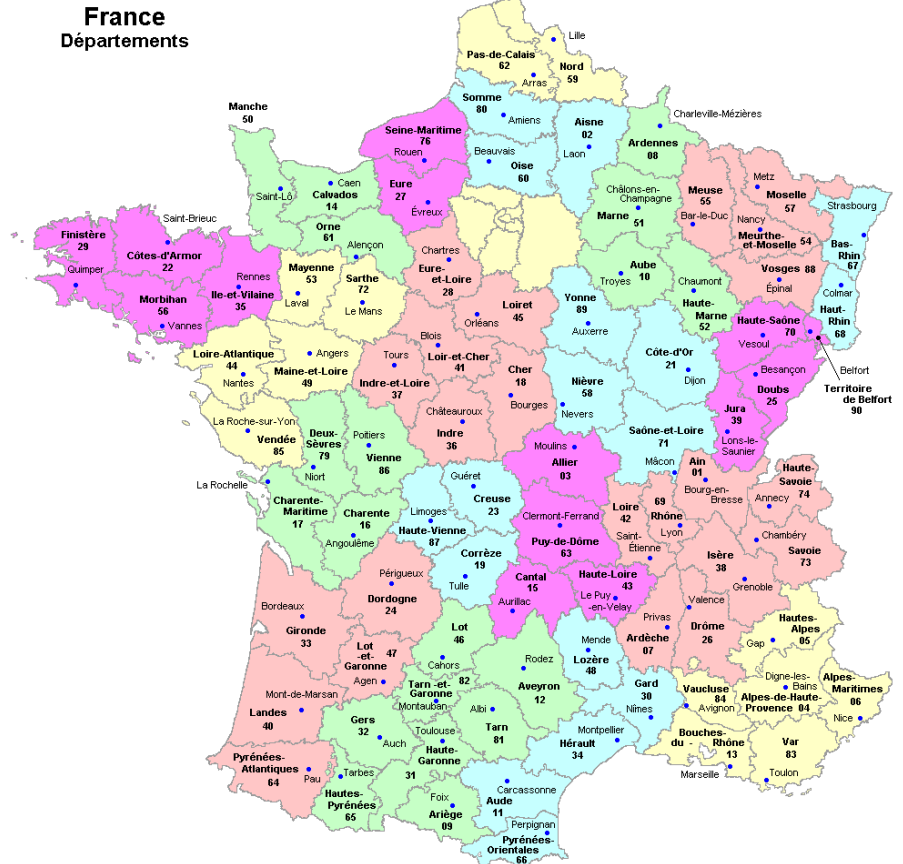 France
Départements
Lille
Pas-de-Calais
62
Nord
59
Arras
Somme
80
Amiens
Manche
50
Charleville-Mézières
Aisne
02
Laon
Seine-Maritime
76
Rouen
Beauvais
Oise
60
Ardennes
08
Eure
27
Évreux
Saint-Lô
Caen
Calvados
14
Châlons-en-
Champagne
Marne
51
Meuse
55
Bar-le-Duc
Metz
Moselle
57
Nancy
Meurthe-
et-Moselle
54
Strasbourg
Bas-
Rhin
67
Saint-Brieuc
Finistère
29
Quimper
Côtes-d'Armor
22
Orne
61
Alençon
Chartres
Eure-
et-Loire
28
Aube
10
Troyes
Chaumont
Haute-
Marne
52
Vosges 88
Épinal
Colmar
Haut-
Rhin
68
Rennes
Ile-et-Vilaine
35
Morbihan
56
Vannes
Mayenne
53
Laval
Sarthe
72
Le Mans
Loiret
45
Orléans
Yonne
89
Auxerre
Haute-Saône
70
Vesoul
Belfort
Territoire
de Belfort
90
Loire-Atlantique
44
Nantes
Angers
Maine-et-Loire
49
Tours
Indre-et-Loire
37
Blois
Loir-et-Cher
41
Cher
18
Bourges
Nièvre
58
Nevers
Côte-d'Or
21
Dijon
Besançon
Doubs
25
Jura
39
Lons-le-
Saunier
La Roche-sur-Yon
Vendée
85
Deux-
Sèvres
79
Niort
Poitiers
Vienne
86
Châteauroux
Indre
36
Moulins
Allier
03
Saône-et-Loire
71
Mâcon
Ain
01
Bourg-en-
Bresse
Haute-
Savoie
74
Annecy
La Rochelle
Charente-
Maritime
17
Charente
16
Angoulême
Guéret
Creuse
23
Limoges
Haute-Vienne
87
Clermont-Ferrand
Puy-de-Dôme
63
Loire
42
Saint-
Étienne
69
Rhône
Lyon
Isère
38
Grenoble
Chambéry
Savoie
73
Corrèze
19
Tulle
Périgueux
Dordogne
24
Cantal
15
Aurillac
Haute-Loire
43
Le Puy
-en-Velay
Privas
Ardèche
07
Valence
Drôme
26
Hautes-
Alpes
05
Gap
Bordeaux
Gironde
33
Lot
-et-
Garonne
47
Agen
Lot
46
Cahors
Rodez
Aveyron
12
Mende
Lozère
48
Mont-de-Marsan
Landes
40
82
Tarn -et-
Garonne
Montauban
Albi
Tarn
81
Gard
30
Nîmes
Vaucluse
84
Avignon
Digne-les-
Bains
Alpes-de-Haute-
Provence 04
Alpes-
Maritimes
06
Nice
Gers
32
Auch
Toulouse
Haute-
Garonne
31
Montpellier
Hérault
34
Bouches-
du - Rhône
13
Marseille
Var
83
Toulon
Pyrénées-
Atlantiques
64
Pau
Tarbes
Hautes-
Pyrénées
65
Foix
Ariège
09
Carcassonne
Aude
11
Perpignan
Pyrénées-
Orientales
66